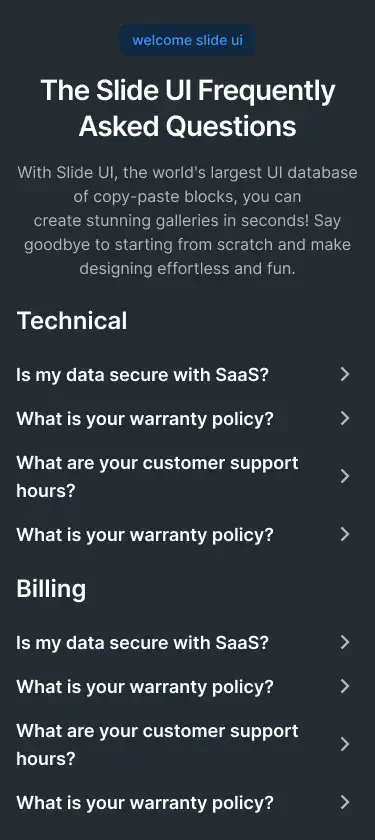 welcome slide ui
The Slide UI Frequently
Asked Questions
With Slide UI, the world's largest UI database
of copy-paste blocks, you can
create stunning galleries in seconds! Say
goodbye to starting from scratch and make
designing effortless and fun.
Technical
Is my data secure with SaaS?
What is your warranty policy?
What are your customer support
hours?
What is your warranty policy?
Billing
Is my data secure with SaaS?
What is your warranty policy?
What are your customer support
hours?
What is your warranty policy?